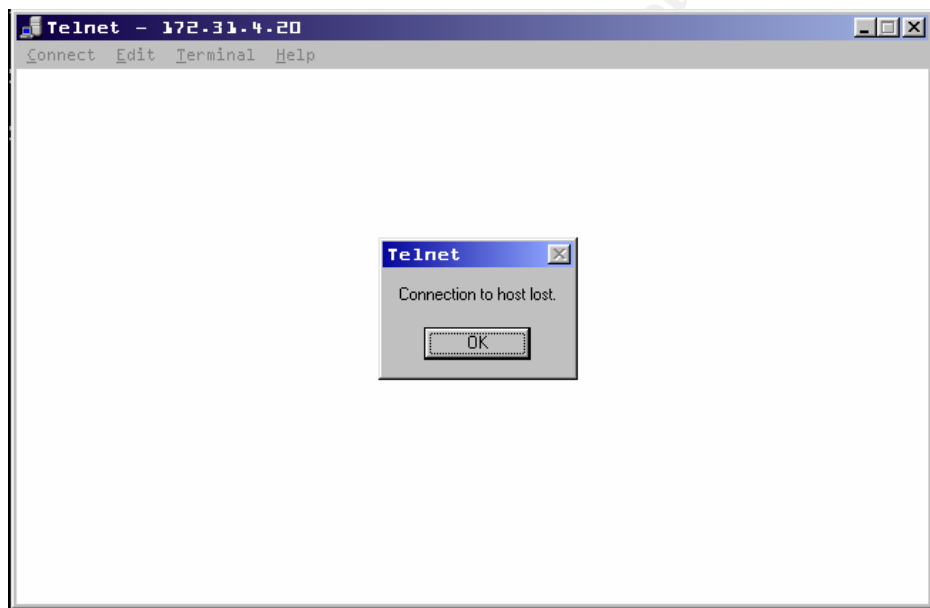 Telnet - 172.31.4.20
Connect Edit Terminal Help
Telnet
Connection to host lost.
OK